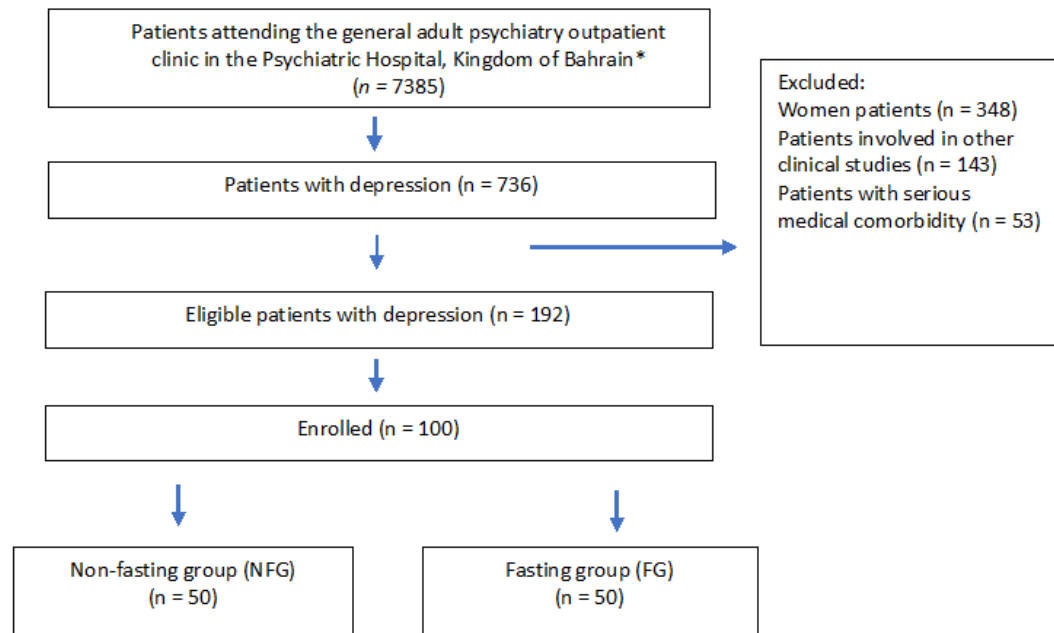 Patients attending the general adult psychiatry outpatient
clinic in the Psychiatric Hospital, Kingdom of Bahrain*
(n = 7385)
Patients with depression (n = 736)
Excluded:
Women patients (n = 348)
Patients involved in other
clinical studies (n = 143)
Patients with serious
medical comorbidity (n = 53)
Eligible patients with depression (n = 192)
Enrolled (n = 100)
Non-fasting group (NFG)
(n = 50)
Fasting group (FG)
(n = 50)